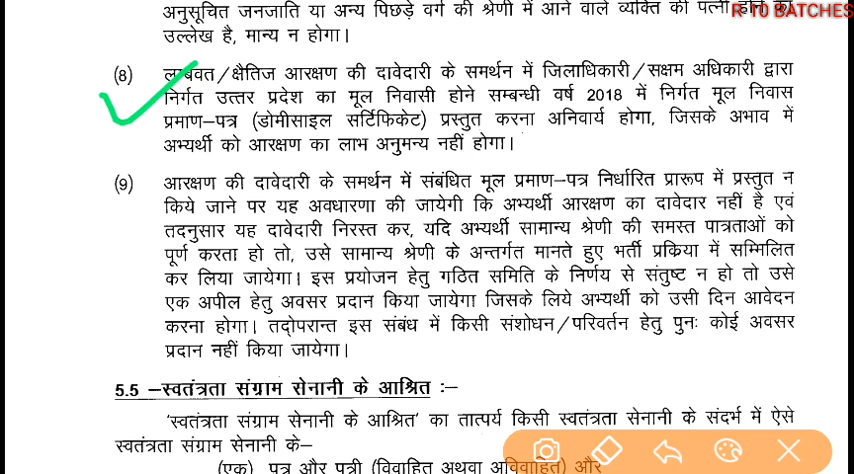 अनुसूचित जनजाति या अन्य पिछड़े वर्ग की श्रेणी में आने वाले व्यक्ति की पत्नी होने का
R 10 BATCHES
उल्लेख है, मान्य न होगा।
(8) लम्बवत/क्षैतिज आरक्षण की दावेदारी के समर्थन में जिलाधिकारी/सक्षम अधिकारी द्वारा
निर्गत उत्तर प्रदेश का मूल निवासी होने सम्बन्धी वर्ष 2018 में निर्गत मूल निवास
प्रमाण–पत्र (डोमीसाइल सर्टिफिकेट) प्रस्तुत करना अनिवार्य होगा, जिसके अभाव में
अभ्यर्थी को आरक्षण का लाभ अनुमन्य नहीं होगा।
(9) आरक्षण की दावेदारी के समर्थन में संबंधित मूल प्रमाण–पत्र निर्धारित प्रारूप में प्रस्तुत न
किये जाने पर यह अवधारणा की जायेगी कि अभ्यर्थी आरक्षण का दावेदार नहीं है एवं
तदनुसार यह दावेदारी निरस्त कर, यदि अभ्यर्थी सामान्य श्रेणी की समस्त पात्रताओं को
पूर्ण करता हो तो, उसे सामान्य श्रेणी के अन्तर्गत मानते हुए भर्ती प्रक्रिया में सम्मिलित
कर लिया जायेगा। इस प्रयोजन हेतु गठित समिति के निर्णय से संतुष्ट न हो तो उसे
एक अपील हेतु अवसर प्रदान किया जायेगा जिसके लिये अभ्यर्थी को उसी दिन आवेदन
करना होगा। तद्ोपरान्त इस संबंध में किसी संशोधन/परिवर्तन हेतु पुनः कोई अवसर
प्रदान नहीं किया जायेगा।
5.5 –स्वतंत्रता संग्राम सेनानी के आश्रित :–
'स्वतंत्रता संग्राम सेनानी के आश्रित' का तात्पर्य किसी स्वतंत्रता सेनानी के संदर्भ में ऐसे
स्वतंत्रता संग्राम सेनानी के–
(एक) पुत्र और पुत्री (विवाहित अथवा अविवाहित) और